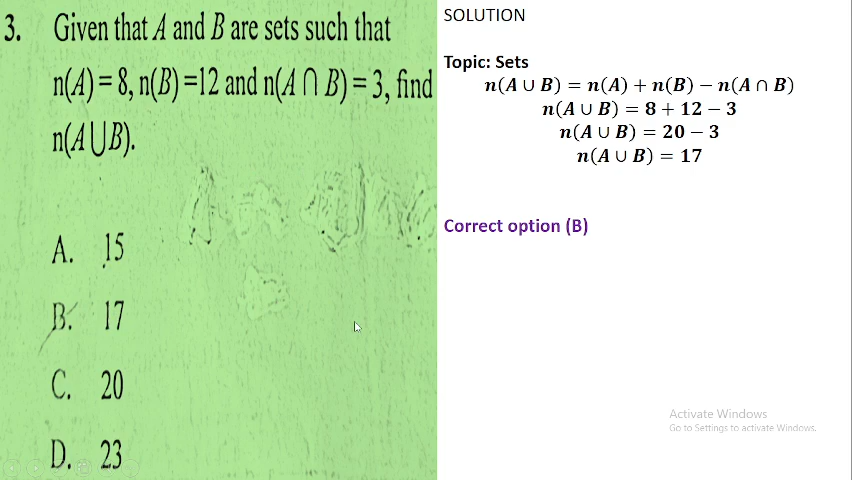 3. Given that A and B are sets such that
n(A) = 8, n(B) =12 and n(A ∩ B) = 3, find
n(A⋃B).
A. 15
B. 17
C. 20
D. 23
SOLUTION
Topic: Sets
n(A ∪ B) = n(A) + n(B) − n(A ∩ B)
n(A ∪ B) = 8 + 12 − 3
n(A ∪ B) = 20 − 3
n(A ∪ B) = 17
Correct option (B)
Activate Windows
Go to Settings to activate Windows.